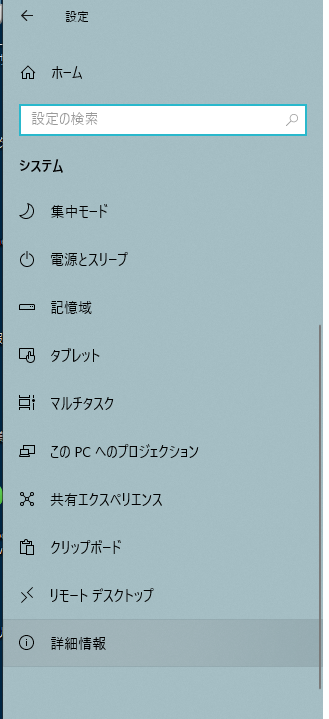 設定
ホーム
設定の検索
システム
集中モード
電源とスリープ
記憶域
タブレット
マルチタスク
この PC へのプロジェクション
共有エクスペリエンス
クリップボード
リモート デスクトップ
詳細情報